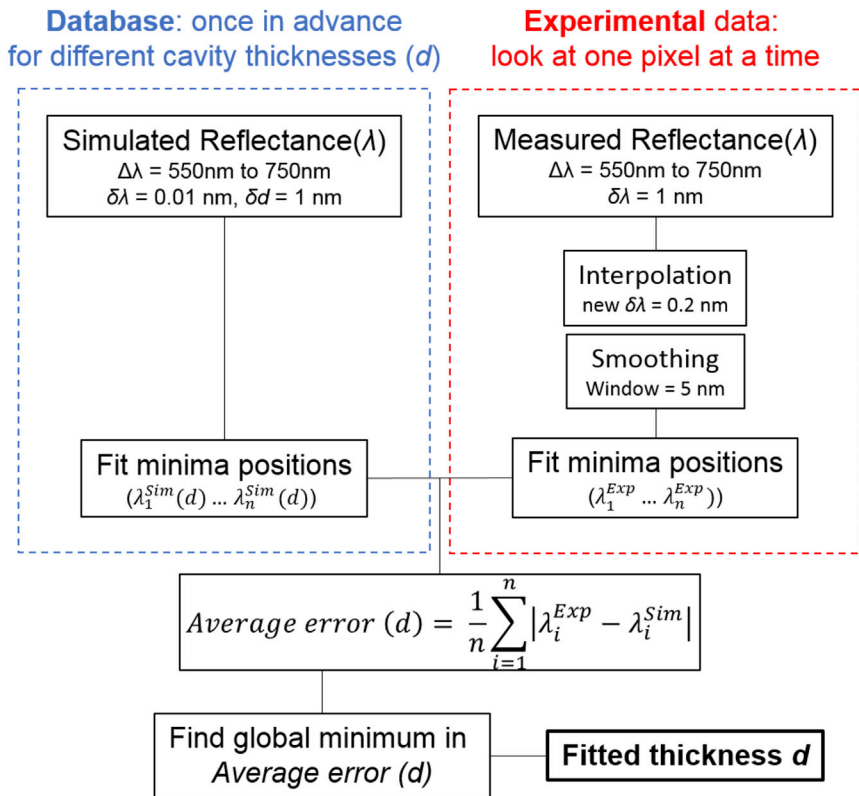 Database: once in advance
for different cavity thicknesses (d)
Simulated Reflectance(λ)
Δλ = 550nm to 750nm
δλ = 0.01 nm, δd = 1 nm
Fit minima positions
(λ₁^Sim(d) ... λₙ^Sim(d))
Experimental data:
look at one pixel at a time
Measured Reflectance(λ)
Δλ = 550nm to 750nm
δλ = 1 nm
Interpolation
new δλ = 0.2 nm
Smoothing
Window = 5 nm
Fit minima positions
(λ₁^Exp ... λₙ^Exp))
Average error (d) = 1/n ∑_{i=1}^{n} |λᵢ^Exp − λᵢ^Sim|
Find global minimum in
Average error (d)
Fitted thickness d